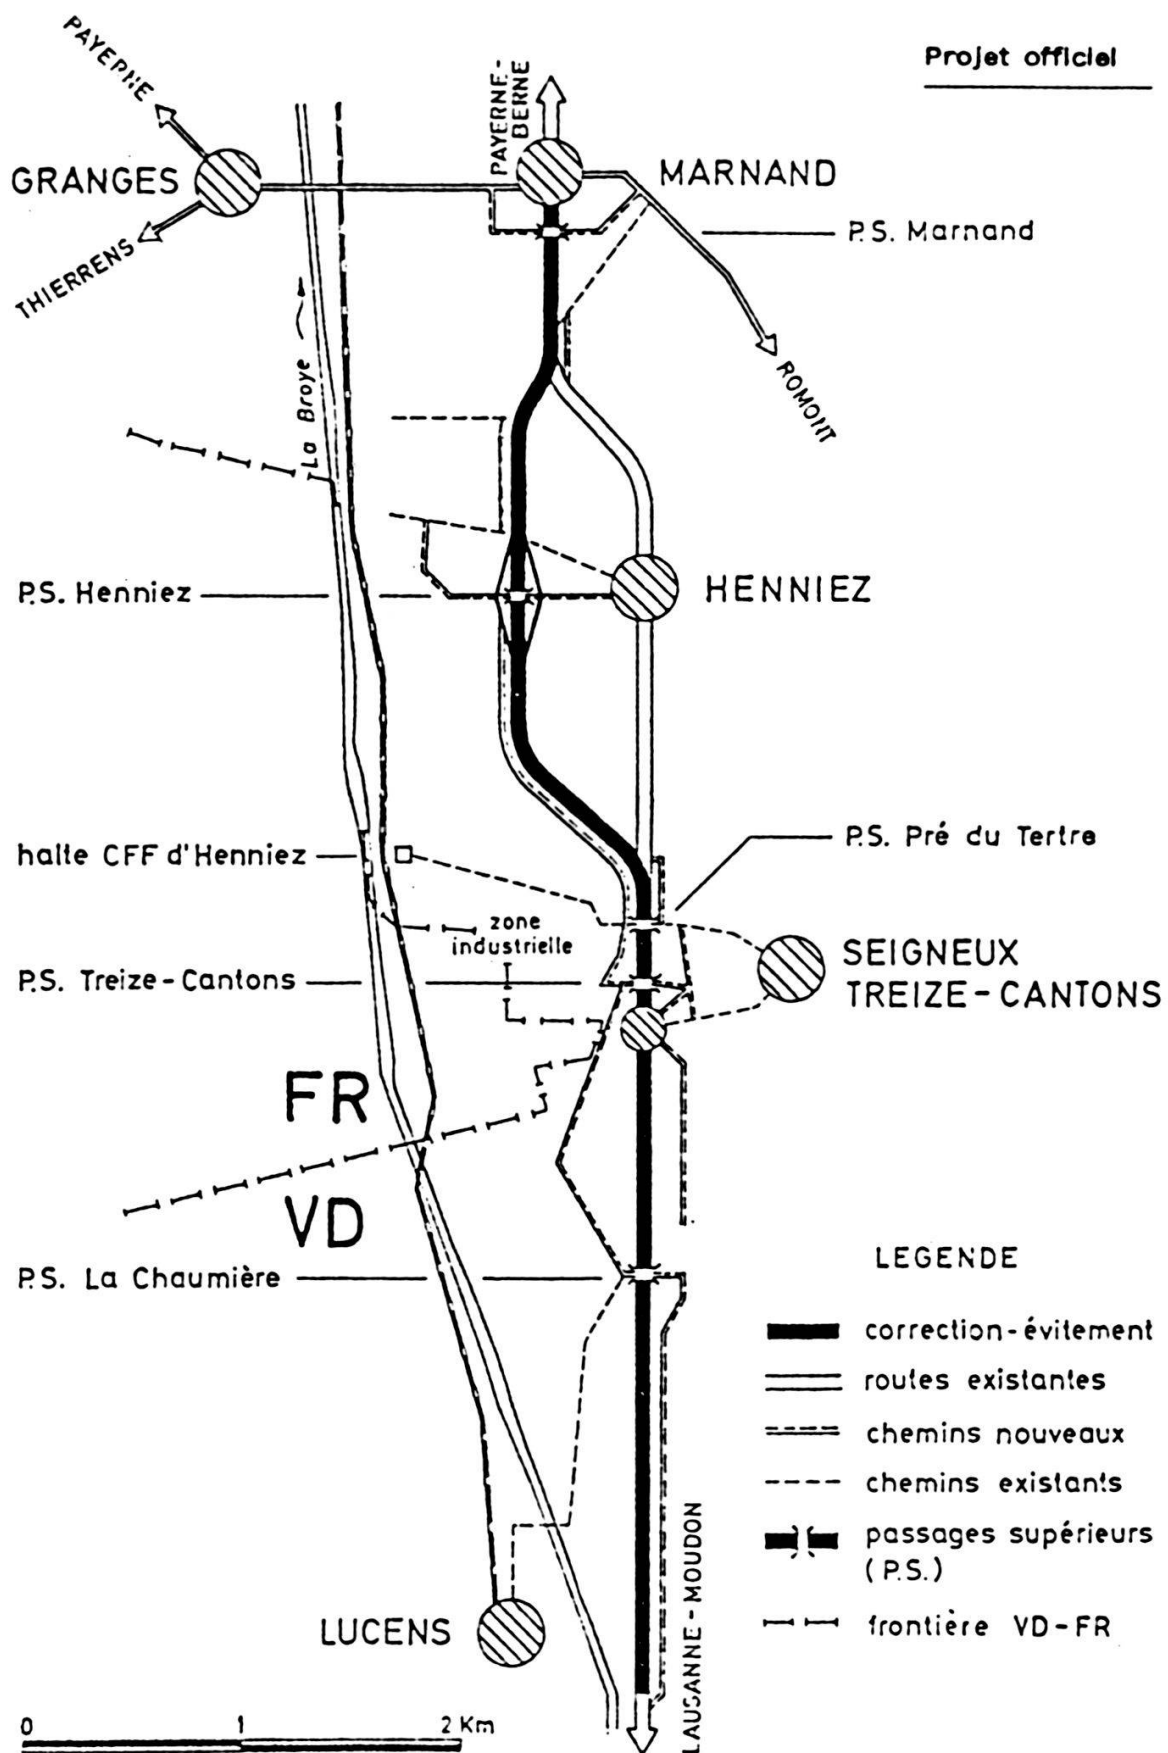 Projet officiel
PAYERNE
PAYERNE-
BERNE
GRANGES
MARNAND
THIERRENS
P.S. Marnand
La Broye
ROMONT
P.S. Henniez
HENNIEZ
P.S. Pré du Tertre
halte CFF d'Henniez
zone
industrielle
SEIGNEUX
TREIZE-CANTONS
P.S. Treize-Cantons
FR
VD
P.S. La Chaumière
LEGENDE
correction-évitement
routes existantes
chemins nouveaux
chemins existants
passages supérieurs
(P.S.)
frontière VD-FR
LUCENS
LAUSANNE-MOUDON
0 1 2 Km